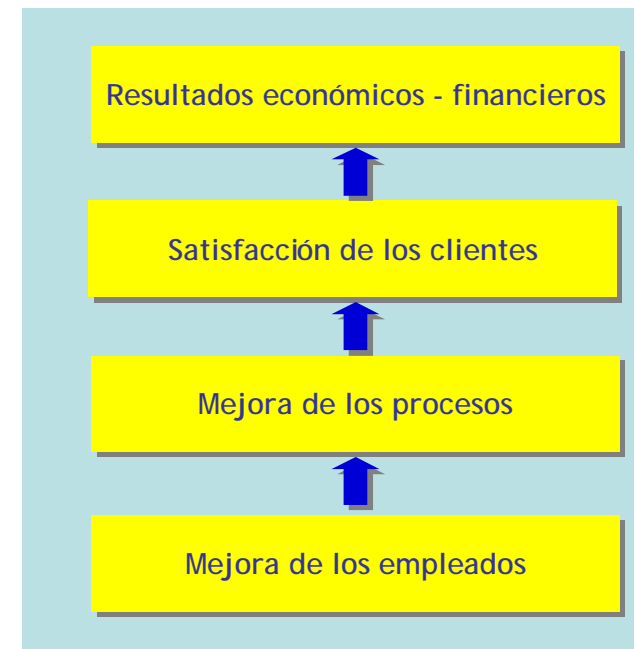 Resultados económicos - financieros
Satisfacción de los clientes
Mejora de los procesos
Mejora de los empleados